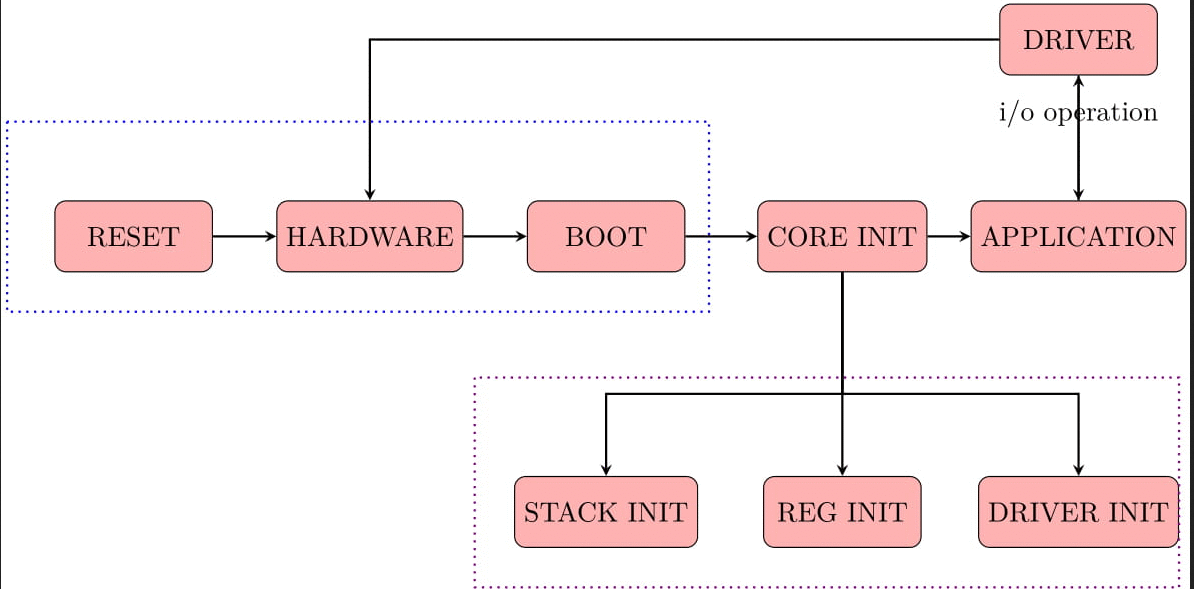 DRIVER
i/o operation
RESET
HARDWARE
BOOT
CORE INIT
APPLICATION
STACK INIT
REG INIT
DRIVER INIT